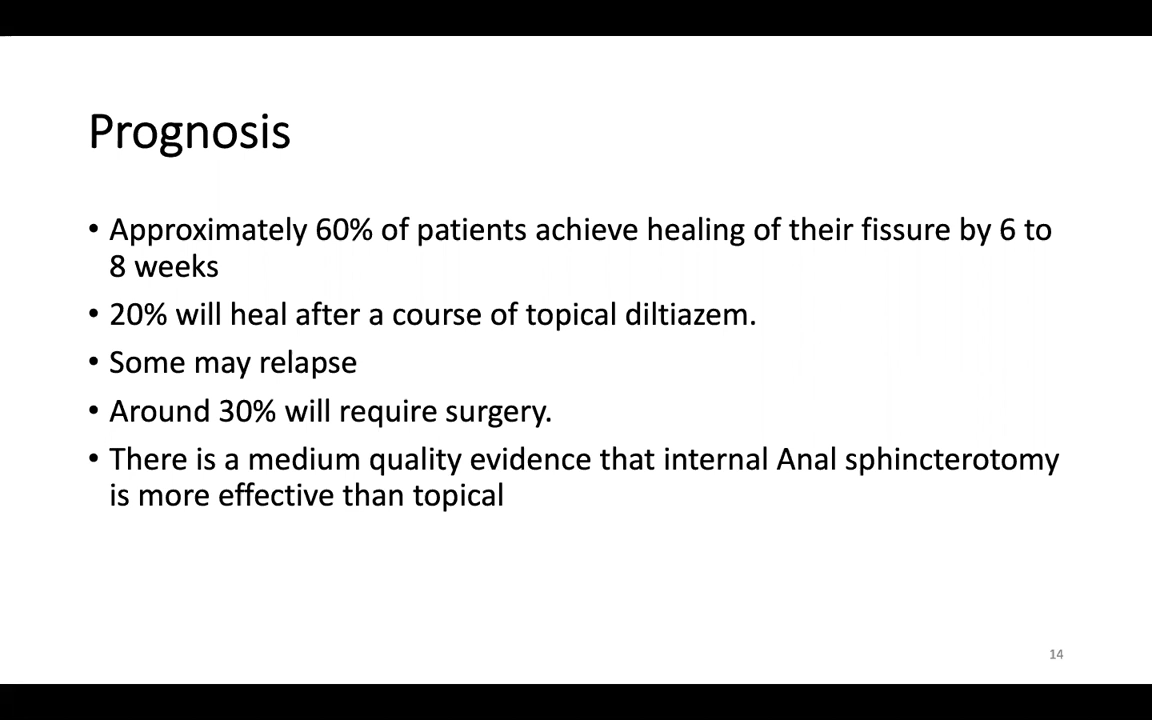 Prognosis
• Approximately 60% of patients achieve healing of their fissure by 6 to
8 weeks
• 20% will heal after a course of topical diltiazem.
• Some may relapse
• Around 30% will require surgery.
• There is a medium quality evidence that internal Anal sphincterotomy
is more effective than topical
14